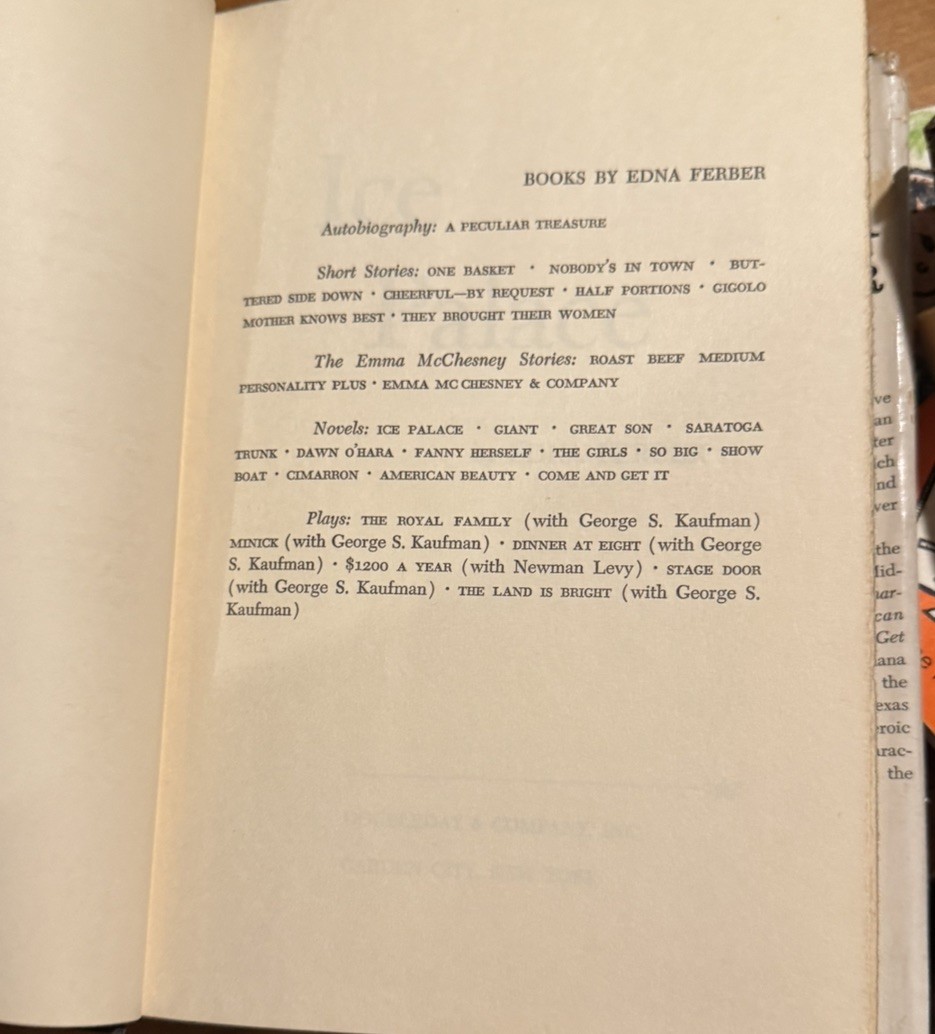 BOOKS BY EDNA FERBER
Autobiography: A PECULIAR TREASURE
Short Stories: ONE BASKET · NOBODY'S IN TOWN · BUT-
TERED SIDE DOWN · CHEERFUL—BY REQUEST · HALF PORTIONS · GIGOLO
MOTHER KNOWS BEST · THEY BROUGHT THEIR WOMEN
The Emma McChesney Stories: ROAST BEEF MEDIUM
PERSONALITY PLUS · EMMA MC CHESNEY & COMPANY
Novels: ICE PALACE · GIANT · GREAT SON · SARATOGA
TRUNK · DAWN O'HARA · FANNY HERSELF · THE GIRLS · SO BIG · SHOW
BOAT · CIMARRON · AMERICAN BEAUTY · COME AND GET IT
Plays: THE ROYAL FAMILY (with George S. Kaufman)
MINICK (with George S. Kaufman) · DINNER AT EIGHT (with George
S. Kaufman) · $1200 A YEAR (with Newman Levy) · STAGE DOOR
(with George S. Kaufman) · THE LAND IS BRIGHT (with George S.
Kaufman)
ve
an
ter
ich
nd
ver
the
lid-
har-
can
Get
ana
the
exas
roic
arac-
the